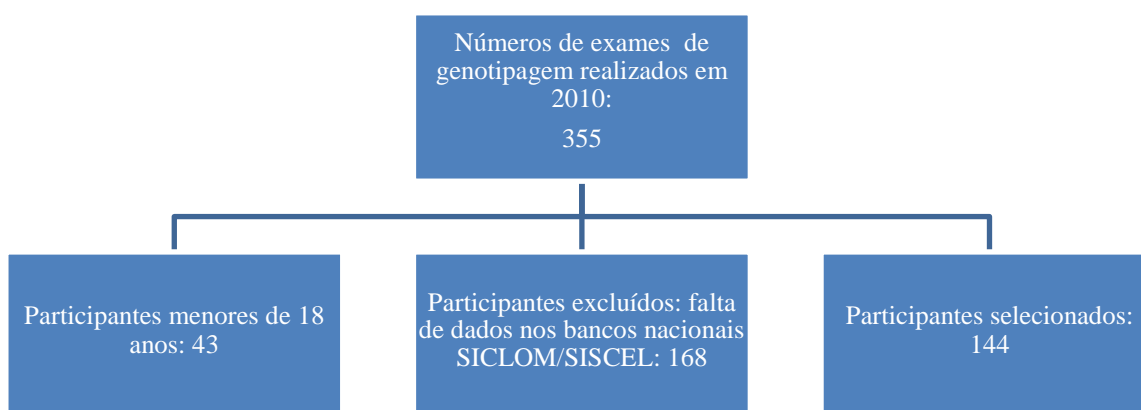 Números de exames de
genotipagem realizados em
2010:
355
Participantes menores de 18
anos: 43
Participantes excluídos: falta
de dados nos bancos nacionais
SICLOM/SISCEL: 168
Participantes selecionados:
144